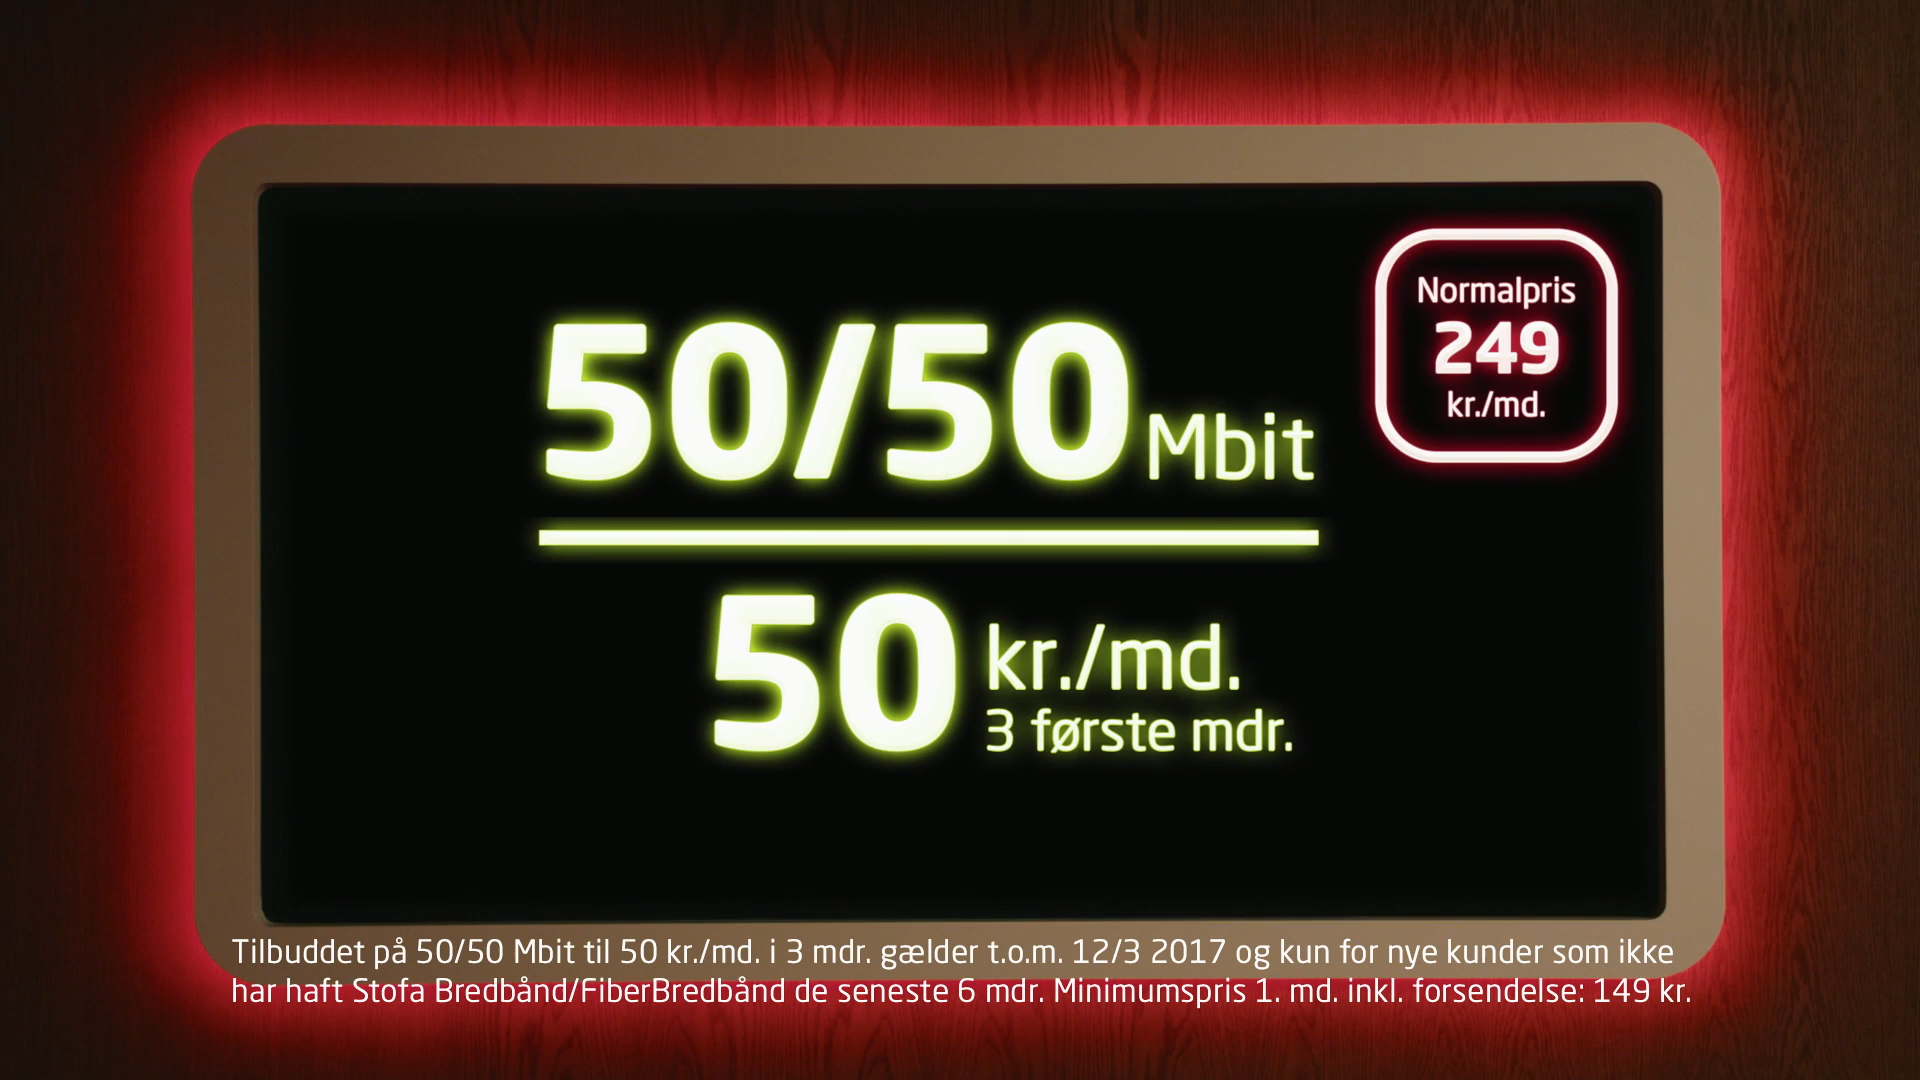 50/50 Mbit
50 kr./md.
3 første mdr.
Normalpris
249
kr./md.
Tilbuddet på 50/50 Mbit til 50 kr./md. i 3 mdr. gælder t.o.m. 12/3 2017 og kun for nye kunder som ikke
har haft Stofa Bredbånd/FiberBredbånd de seneste 6 mdr. Minimumspris 1. md. inkl. forsendelse: 149 kr.